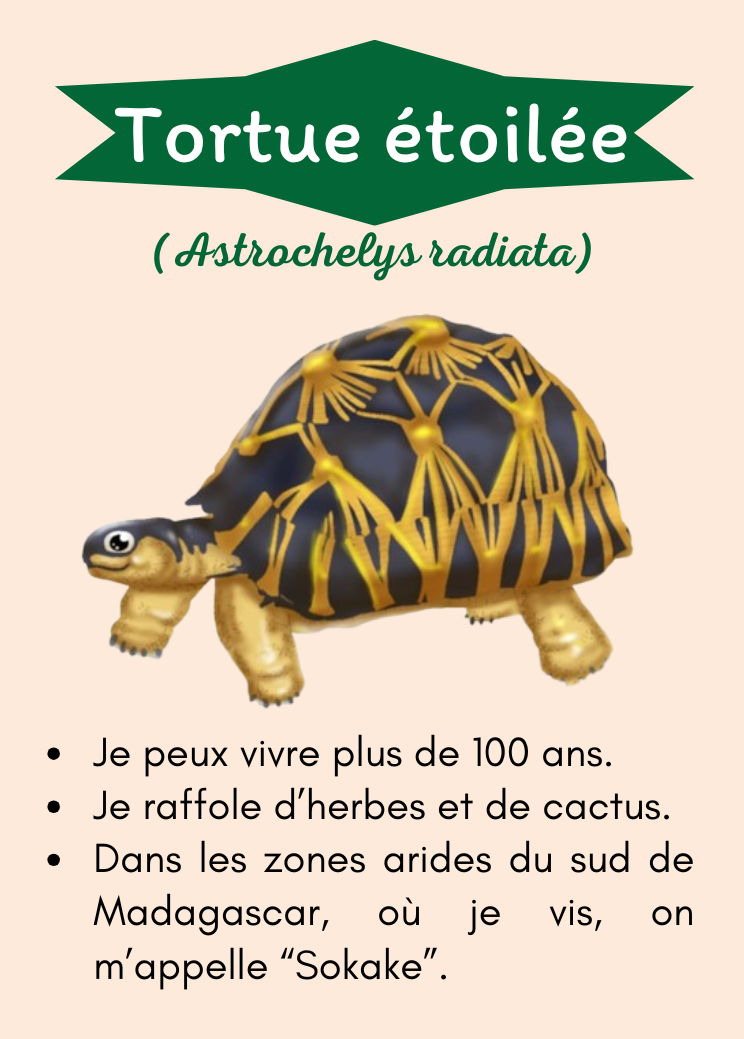 Tortue étoilée
(Astrochelys radiata)
• Je peux vivre plus de 100 ans.
• Je raffole d’herbes et de cactus.
• Dans les zones arides du sud de
Madagascar, où je vis, on
m’appelle “Sokake”.